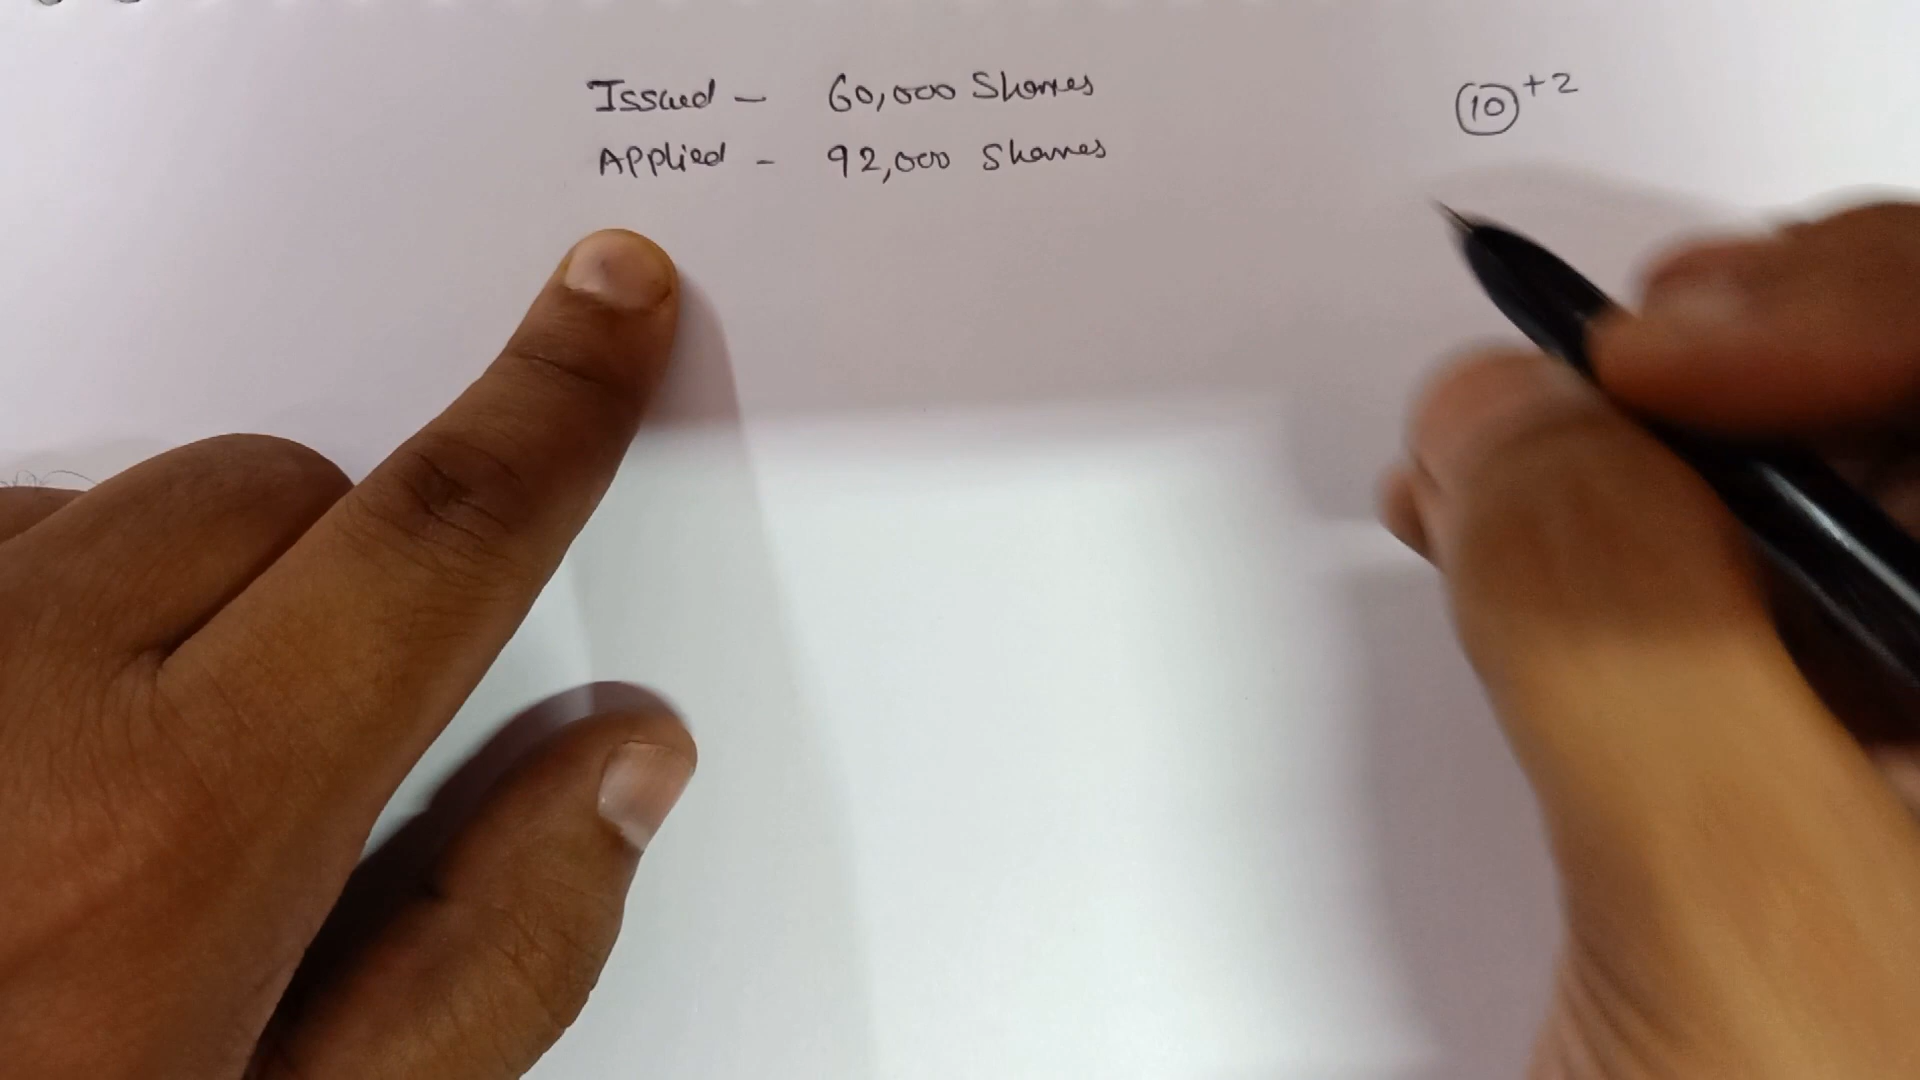 Issued - 60,000 Shares
Applied - 92,000 Shares
10 +2